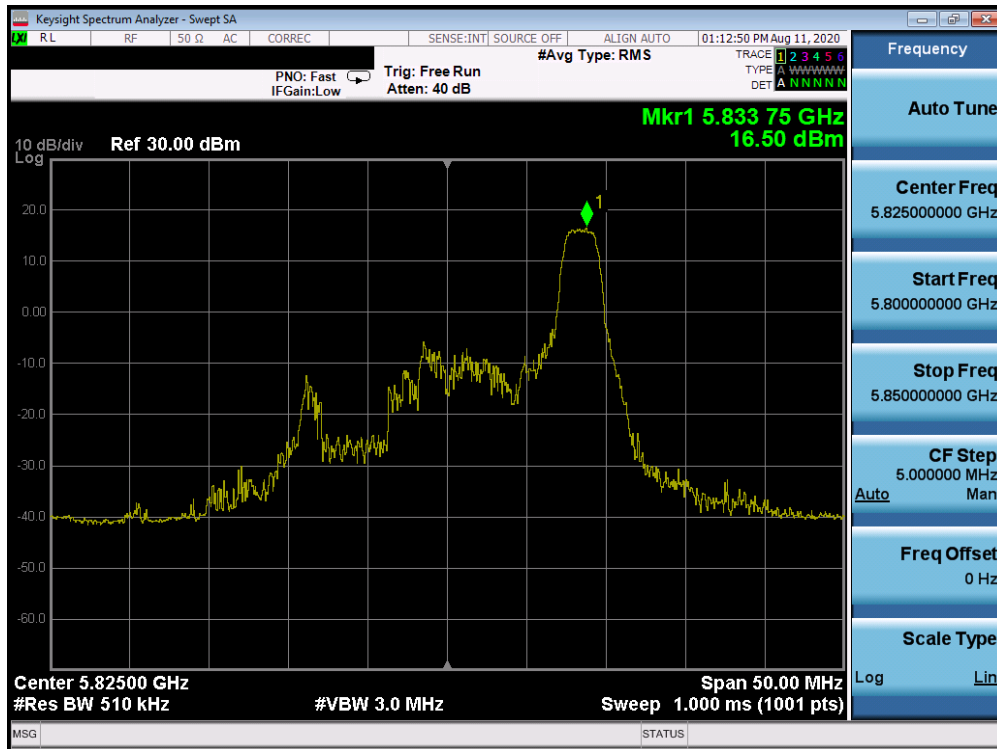 Keysight Spectrum Analyzer - Swept SA
LXI RL RF 50 Ω AC CORREC SENSE:INT SOURCE OFF ALIGN AUTO 01:12:50 PM Aug 11, 2020
#Avg Type: RMS
TRACE 1 2 3 4 5 6
PNO: Fast Trig: Free Run
TYPE A WWWWW
IFGain:Low Atten: 40 dB
DET A N N N N N
Mkr1 5.833 75 GHz
16.50 dBm
10 dB/div Ref 30.00 dBm
Log
1
20.0
10.0
0.00
-10.0
-20.0
-30.0
-40.0
-50.0
-60.0
Center 5.82500 GHz Span 50.00 MHz
#Res BW 510 kHz #VBW 3.0 MHz Sweep 1.000 ms (1001 pts)
MSG STATUS
Frequency
Auto Tune
Center Freq
5.825000000 GHz
Start Freq
5.800000000 GHz
Stop Freq
5.850000000 GHz
CF Step
5.000000 MHz
Auto Man
Freq Offset
0 Hz
Scale Type
Log Lin